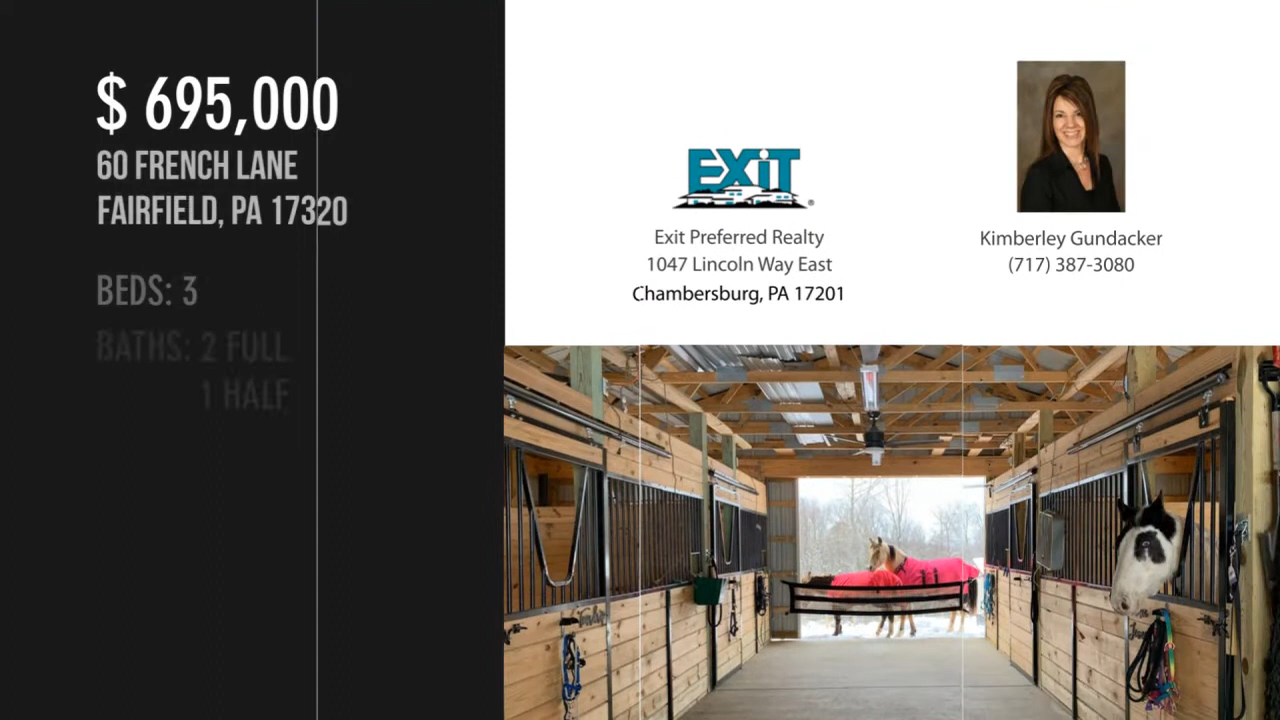 $ 695,000
60 FRENCH LANE
FAIRFIELD, PA 17320
BEDS: 3
BATHS: 2 FULL
1 HALF
EXiT
®
Exit Preferred Realty
1047 Lincoln Way East
Chambersburg, PA 17201
Kimberley Gundacker
(717) 387-3080